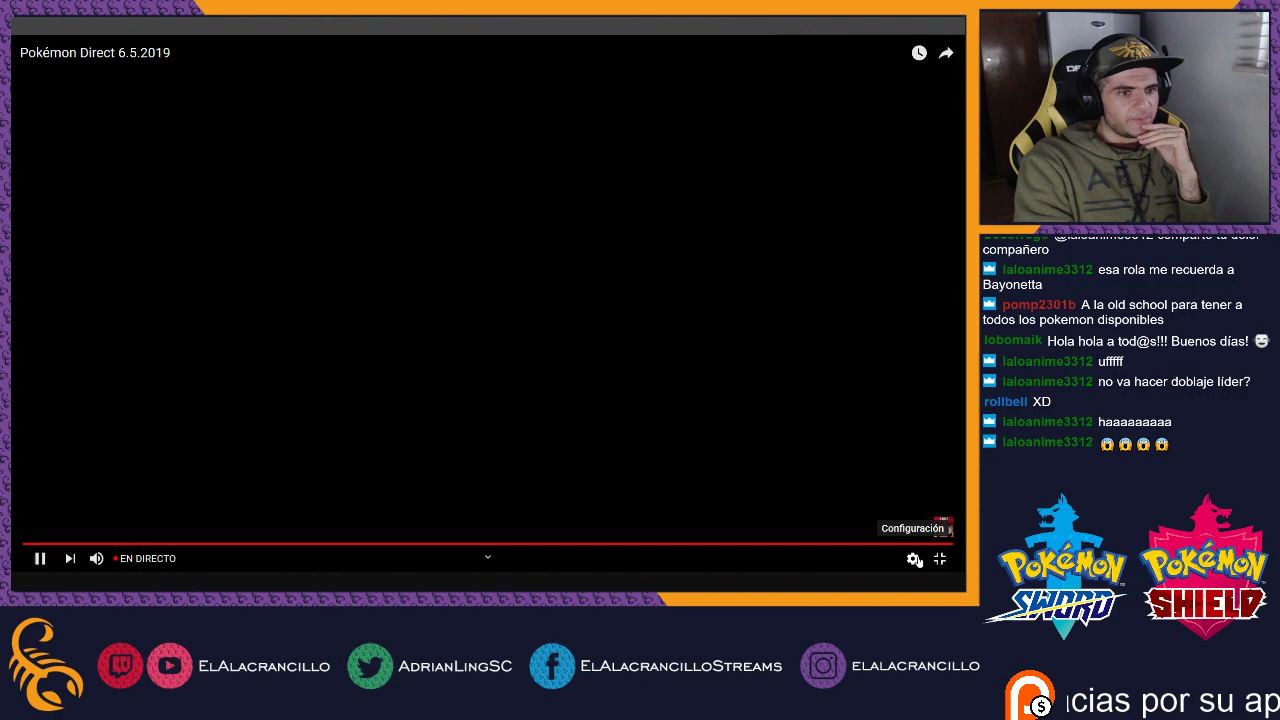 Pokémon Direct 6.5.2019
Configuración
EN DIRECTO
AERO
compañero
laloanime3312 esa rola me recuerda a
Bayonetta
pomp2301b A la old school para tener a
todos los pokemon disponibles
lobomaik Hola hola a tod@s!!! Buenos días!
laloanime3312 ufffff
laloanime3312 no va hacer doblaje líder?
rollbell XD
laloanime3312 haaaaaaaaa
laloanime3312
POKéMON
SWORD
POKéMON
SHIELD
ElAlacrancillo
AdrianLingSC
ElAlacrancilloStreams
elalacrancillo
cias por su ap